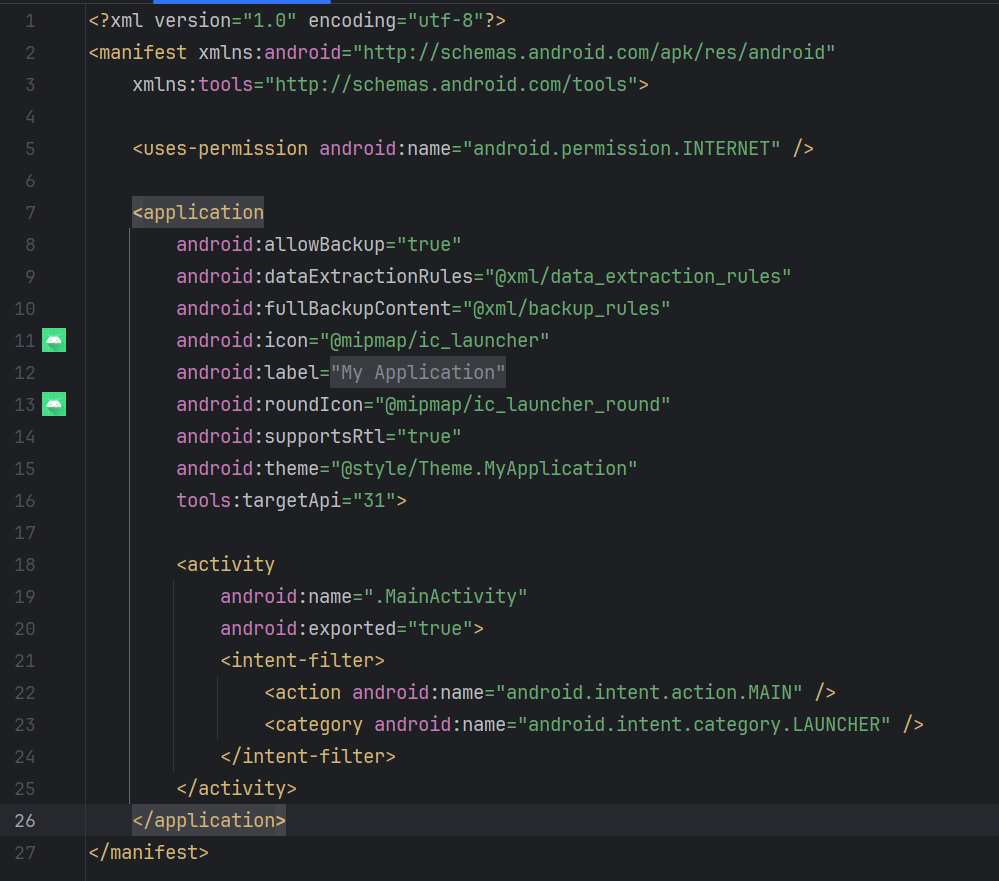 1 <?xml version="1.0" encoding="utf-8"?>
2 <manifest xmlns:android="http://schemas.android.com/apk/res/android"
3     xmlns:tools="http://schemas.android.com/tools">
4
5     <uses-permission android:name="android.permission.INTERNET" />
6
7     <application
8         android:allowBackup="true"
9         android:dataExtractionRules="@xml/data_extraction_rules"
10         android:fullBackupContent="@xml/backup_rules"
11         android:icon="@mipmap/ic_launcher"
12         android:label="My Application"
13         android:roundIcon="@mipmap/ic_launcher_round"
14         android:supportsRtl="true"
15         android:theme="@style/Theme.MyApplication"
16         tools:targetApi="31">
17
18         <activity
19             android:name=".MainActivity"
20             android:exported="true">
21             <intent-filter>
22                 <action android:name="android.intent.action.MAIN" />
23                 <category android:name="android.intent.category.LAUNCHER" />
24             </intent-filter>
25         </activity>
26     </application>
27 </manifest>